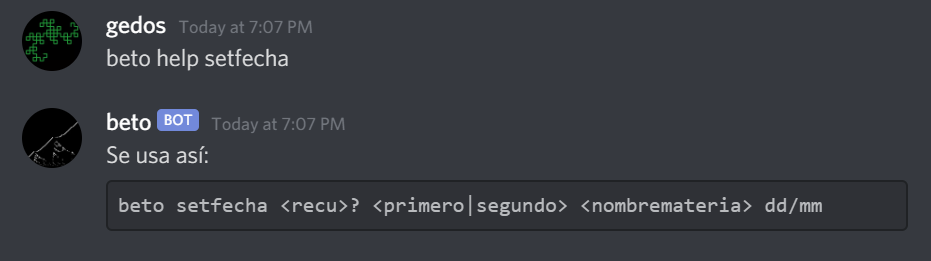 gedos Today at 7:07 PM
beto help setfecha
beto BOT Today at 7:07 PM
Se usa así:
beto setfecha <recu>? <primero|segundo> <nombremateria> dd/mm